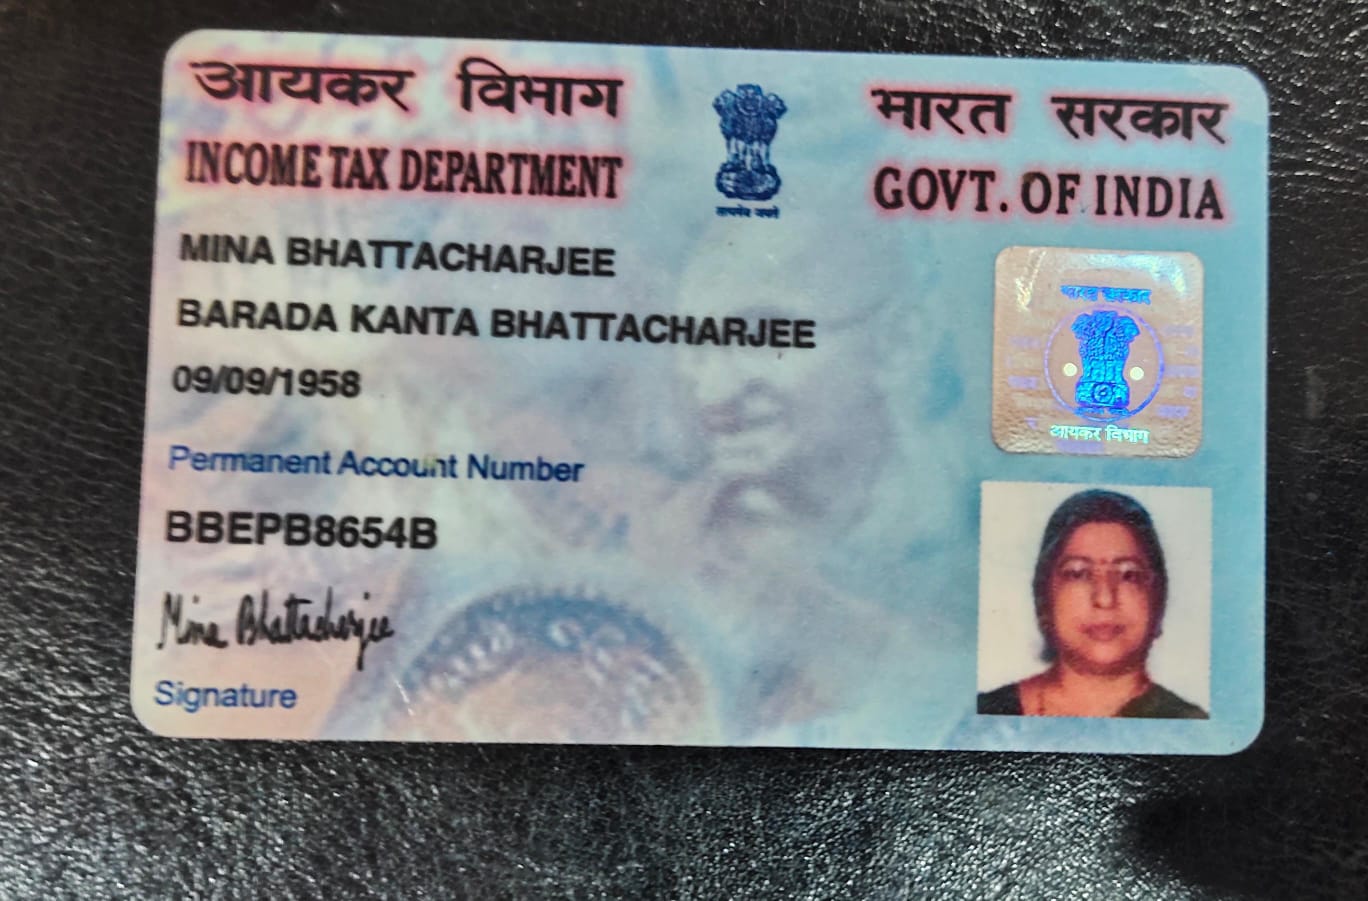 आयकर विभाग
INCOME TAX DEPARTMENT
भारत सरकार
GOVT. OF INDIA
सत्यमेव जयते
MINA BHATTACHARJEE
BARADA KANTA BHATTACHARJEE
09/09/1958
Permanent Account Number
BBEPB8654B
Mina Bhattacharjee
Signature
भारत सरकार
आयकर विभाग